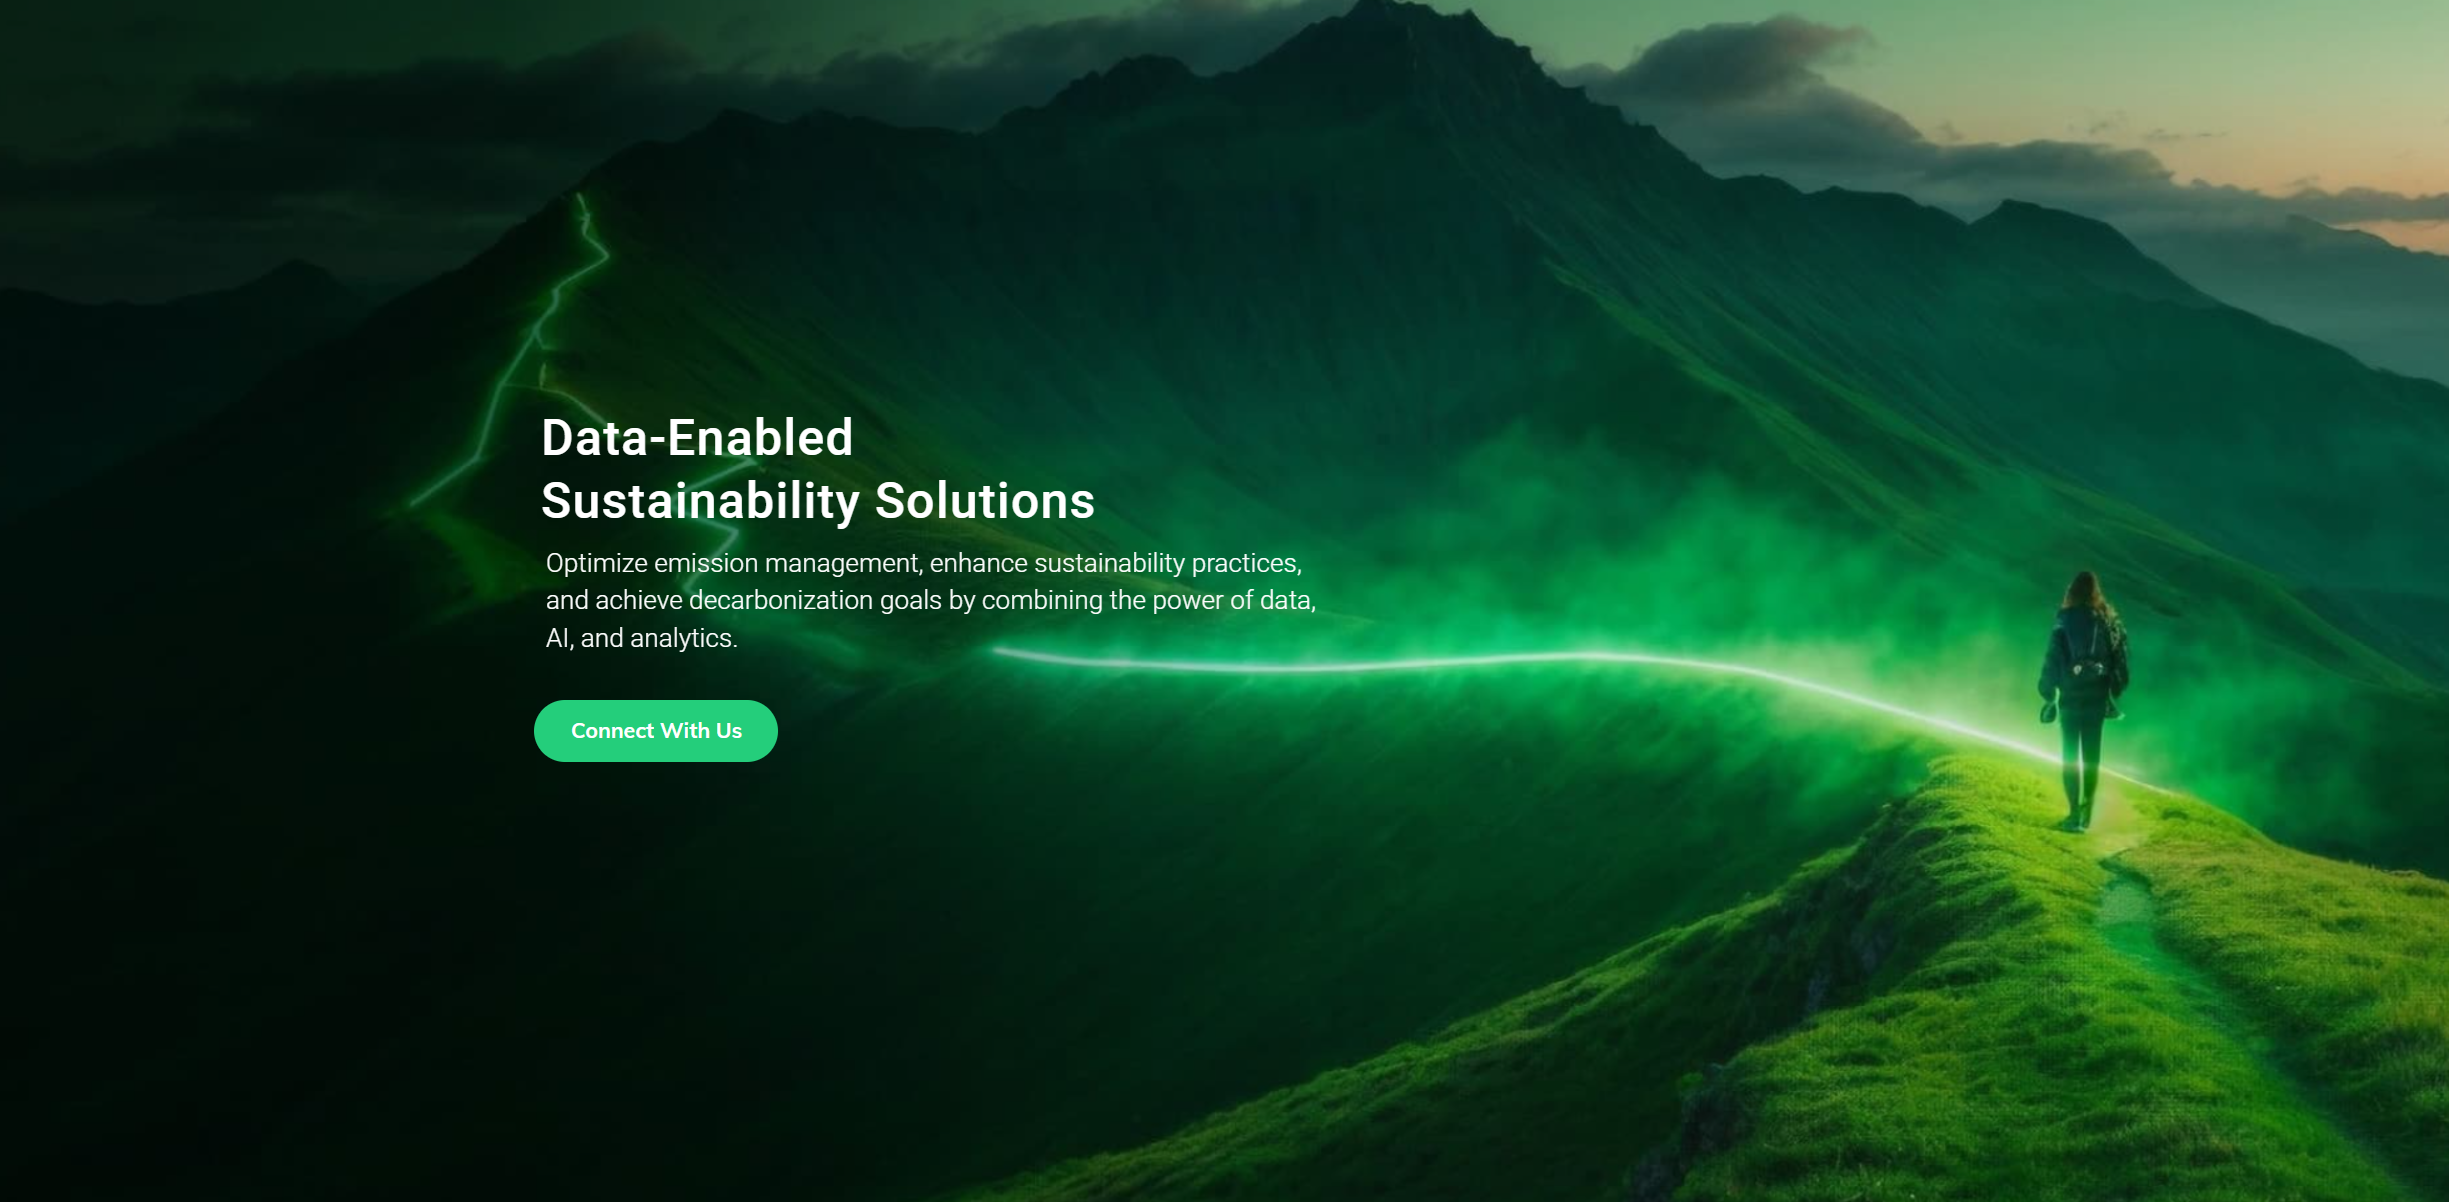 Data-Enabled
Sustainability Solutions
Optimize emission management, enhance sustainability practices,
and achieve decarbonization goals by combining the power of data,
AI, and analytics.
Connect With Us